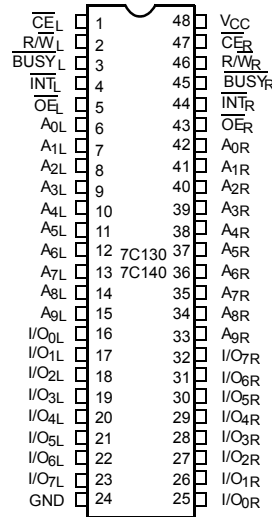 CEL 1 48 VCC
R/WL 2 47 CER
BUSYL 3 46 R/WR
INTL 4 45 BUSYR
OEL 5 44 INTR
A0L 6 43 OER
A1L 7 42 A0R
A2L 8 41 A1R
A3L 9 40 A2R
A4L 10 39 A3R
A5L 11 38 A4R
A6L 12 7C130 37 A5R
A7L 13 7C140 36 A6R
A8L 14 35 A7R
A9L 15 34 A8R
I/O0L 16 33 A9R
I/O1L 17 32 I/O7R
I/O2L 18 31 I/O6R
I/O3L 19 30 I/O5R
I/O4L 20 29 I/O4R
I/O5L 21 28 I/O3R
I/O6L 22 27 I/O2R
I/O7L 23 26 I/O1R
GND 24 25 I/O0R